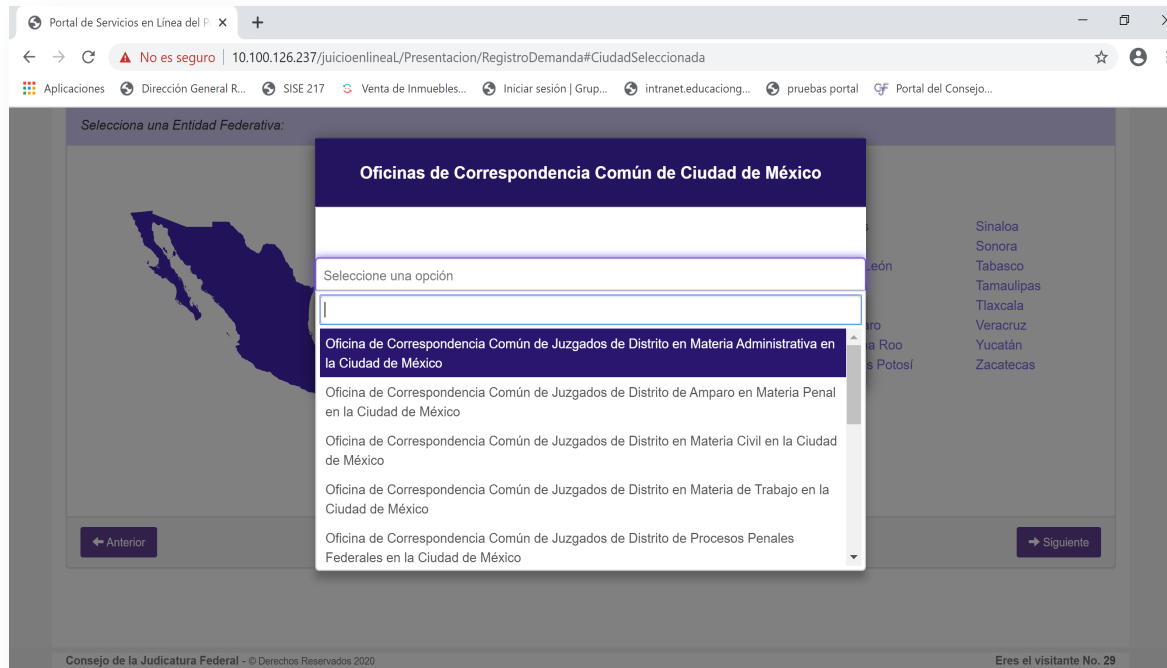 Portal de Servicios en Línea del P
No es seguro | 10.100.126.237/juicioenlineaL/Presentacion/RegistroDemanda#CiudadSeleccionada
Aplicaciones Dirección General R... SISE 217 Venta de Inmuebles... Iniciar sesión | Grup... intranet.educaciong... pruebas portal Portal del Consejo...
Selecciona una Entidad Federativa:
Oficinas de Correspondencia Común de Ciudad de México
Seleccione una opción
Oficina de Correspondencia Común de Juzgados de Distrito en Materia Administrativa en
la Ciudad de México
Oficina de Correspondencia Común de Juzgados de Distrito de Amparo en Materia Penal
en la Ciudad de México
Oficina de Correspondencia Común de Juzgados de Distrito en Materia Civil en la Ciudad
de México
Oficina de Correspondencia Común de Juzgados de Distrito en Materia de Trabajo en la
Ciudad de México
Oficina de Correspondencia Común de Juzgados de Distrito de Procesos Penales
Federales en la Ciudad de México
León
Roo
Potosí
Sinaloa
Sonora
Tabasco
Tamaulipas
Tlaxcala
Veracruz
Yucatán
Zacatecas
Anterior
Siguiente
Consejo de la Judicatura Federal - © Derechos Reservados 2020
Eres el visitante No. 29